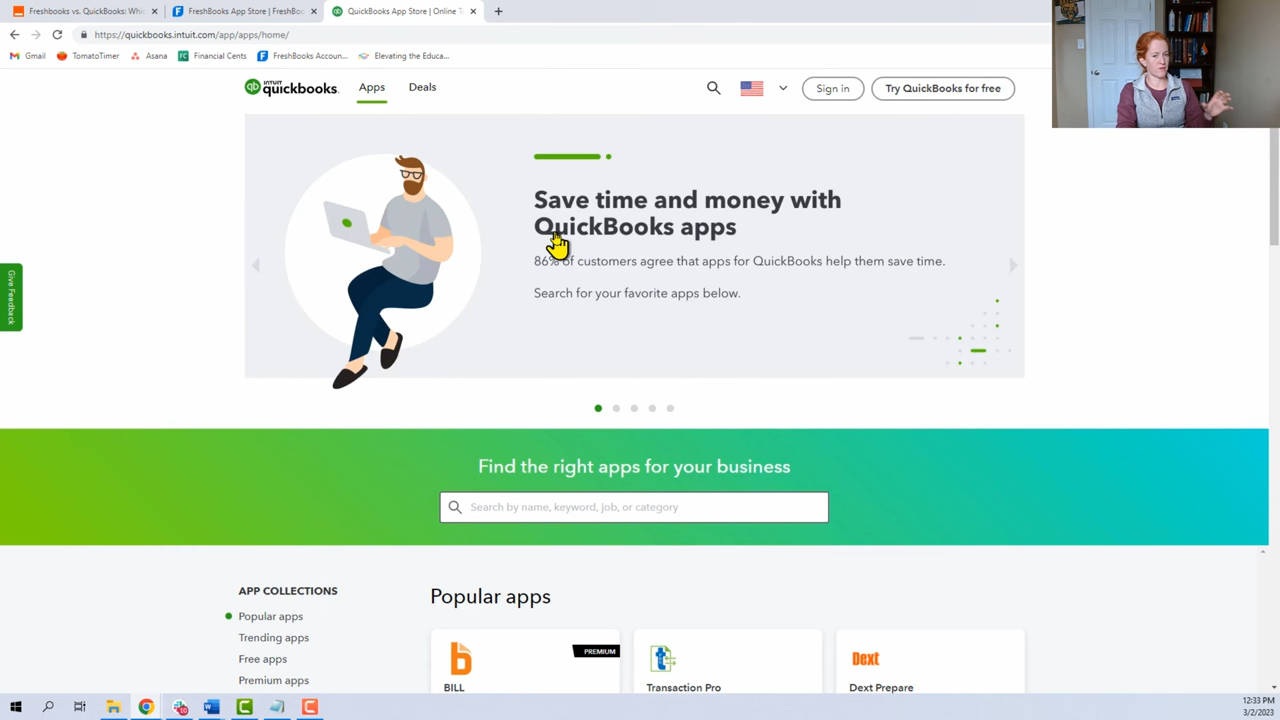 Freshbooks vs. QuickBooks: Whic
FreshBooks App Store | FreshBoo
QuickBooks App Store | Online T
https://quickbooks.intuit.com/app/apps/home/
Gmail
TomatoTimer
Asana
Financial Cents
FreshBooks Accoun...
Elevating the Educa...
intuit
quickbooks.
Apps
Deals
Sign in
Try QuickBooks for free
Save time and money with
QuickBooks apps
86% of customers agree that apps for QuickBooks help them save time.
Search for your favorite apps below.
Give Feedback
Find the right apps for your business
Search by name, keyword, job, or category
APP COLLECTIONS
Popular apps
Trending apps
Free apps
Premium apps
Popular apps
PREMIUM
BILL
Transaction Pro
Dext
Dext Prepare
12:33 PM
3/2/2023